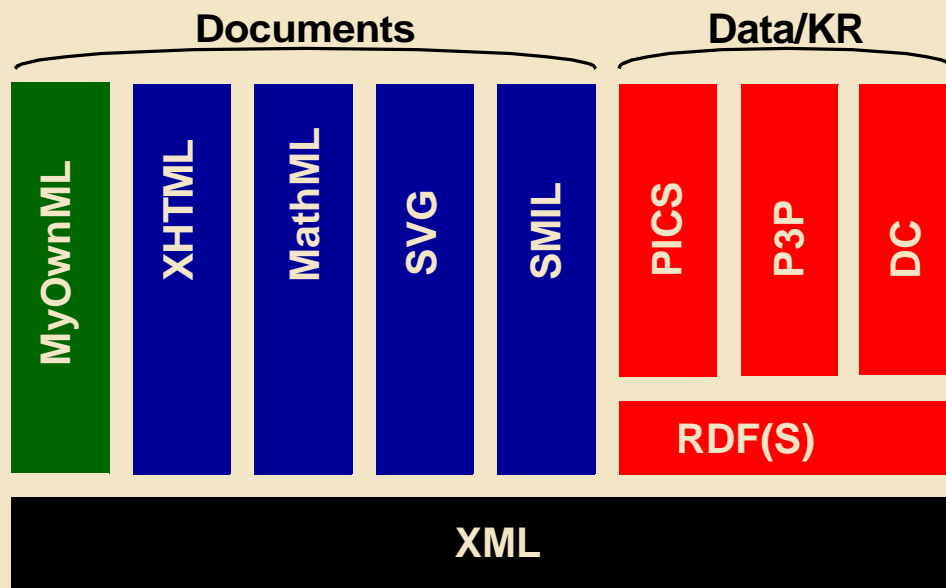 Documents
Data/KR
MyOwnML
XHTML
MathML
SVG
SMIL
PICS
P3P
DC
RDF(S)
XML